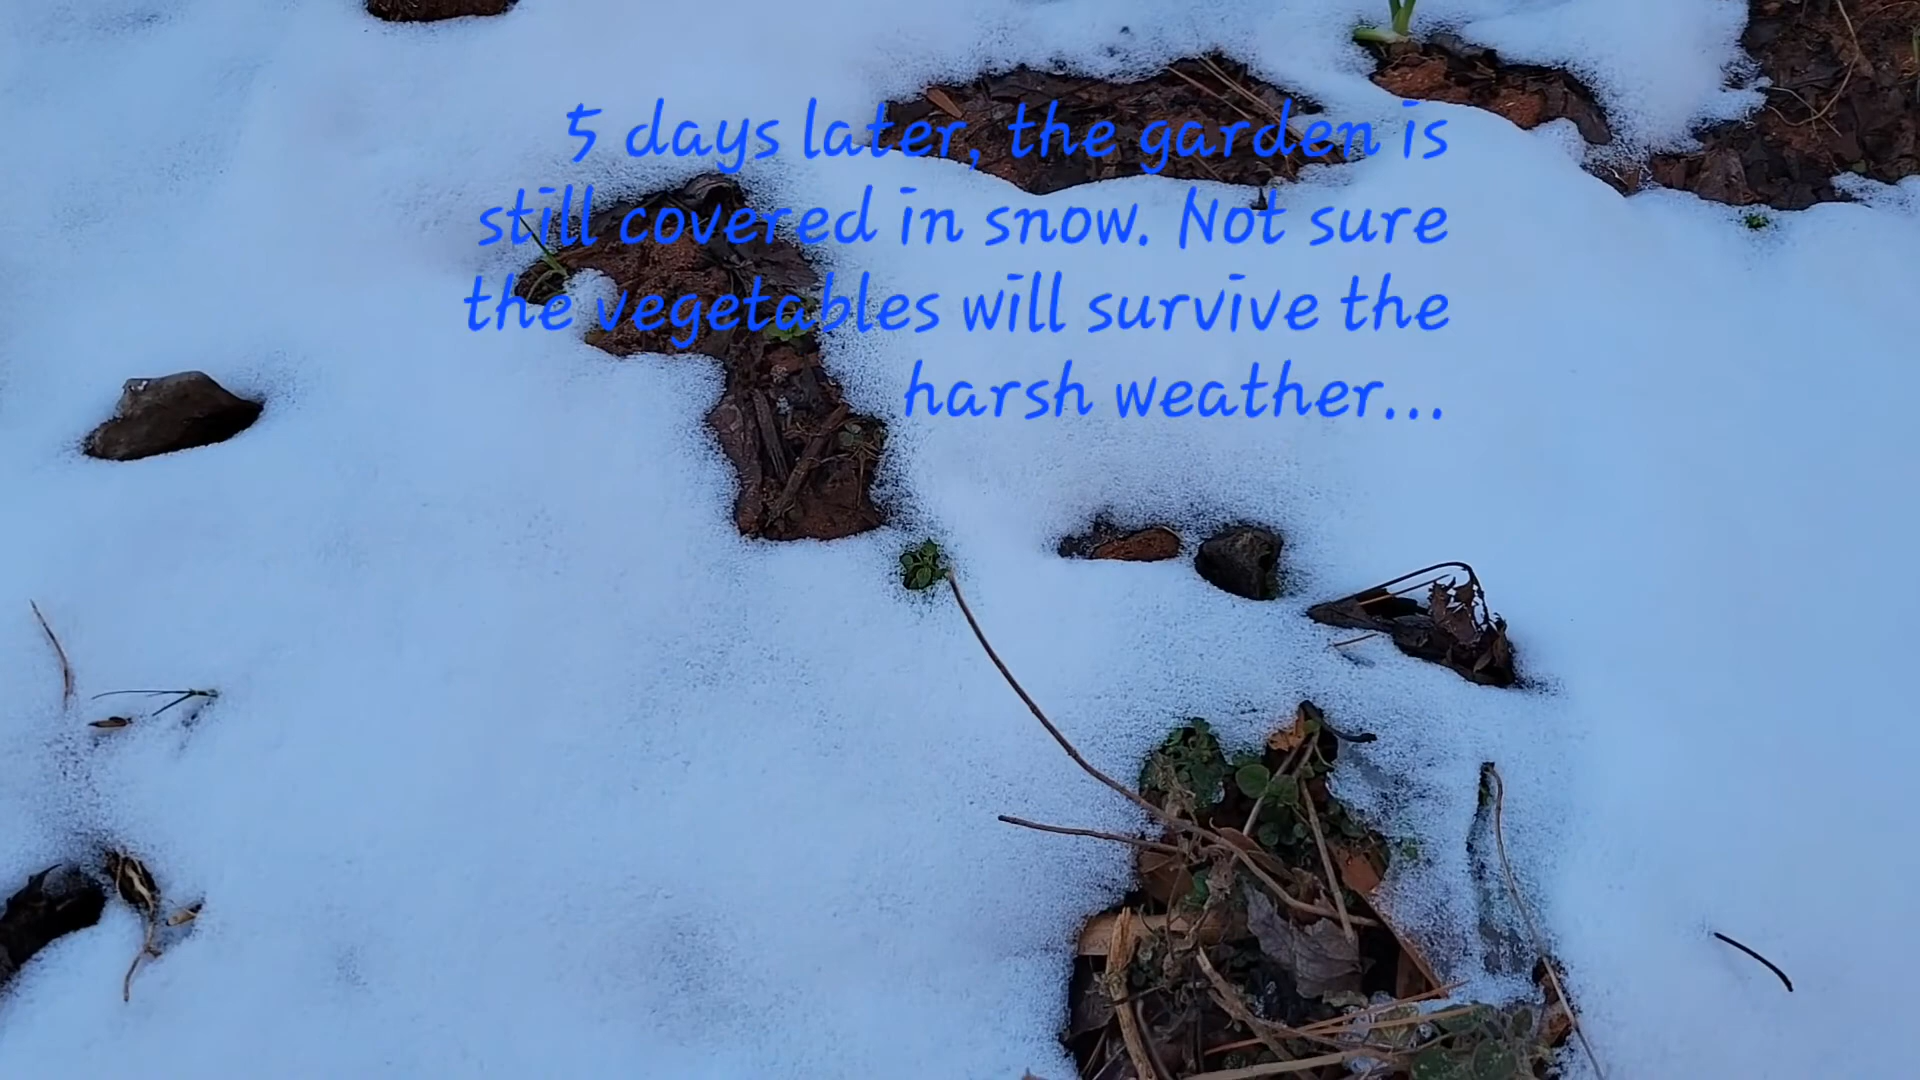 5 days later, the garden is
still covered in snow. Not sure
the vegetables will survive the
harsh weather...